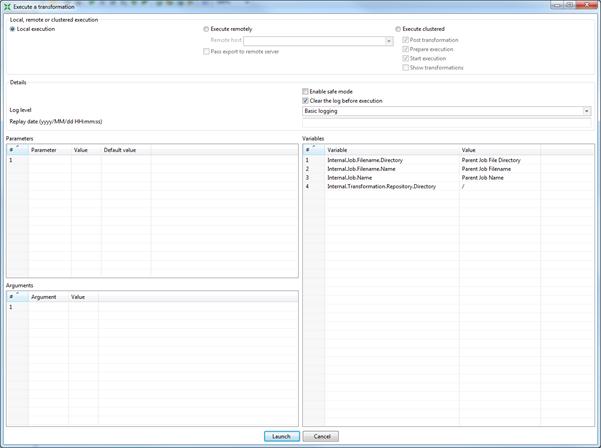 Execute a transformation
Local, remote or clustered execution
Local execution
Execute remotely
Execute clustered
Remote host
Pass export to remote server
Post transformation
Prepare execution
Start execution
Show transformations
Details
Enable safe mode
Clear the log before execution
Log level
Basic logging
Replay date (yyyy/MM/dd HH:mm:ss)
Parameters
# Parameter Value Default value
1
Arguments
# Argument Value
1
Variables
# Variable Value
1 Internal.Job.Filename.Directory Parent Job File Directory
2 Internal.Job.Filename.Name Parent Job Filename
3 Internal.Job.Name Parent Job Name
4 Internal.Transformation.Repository.Directory /
Launch
Cancel